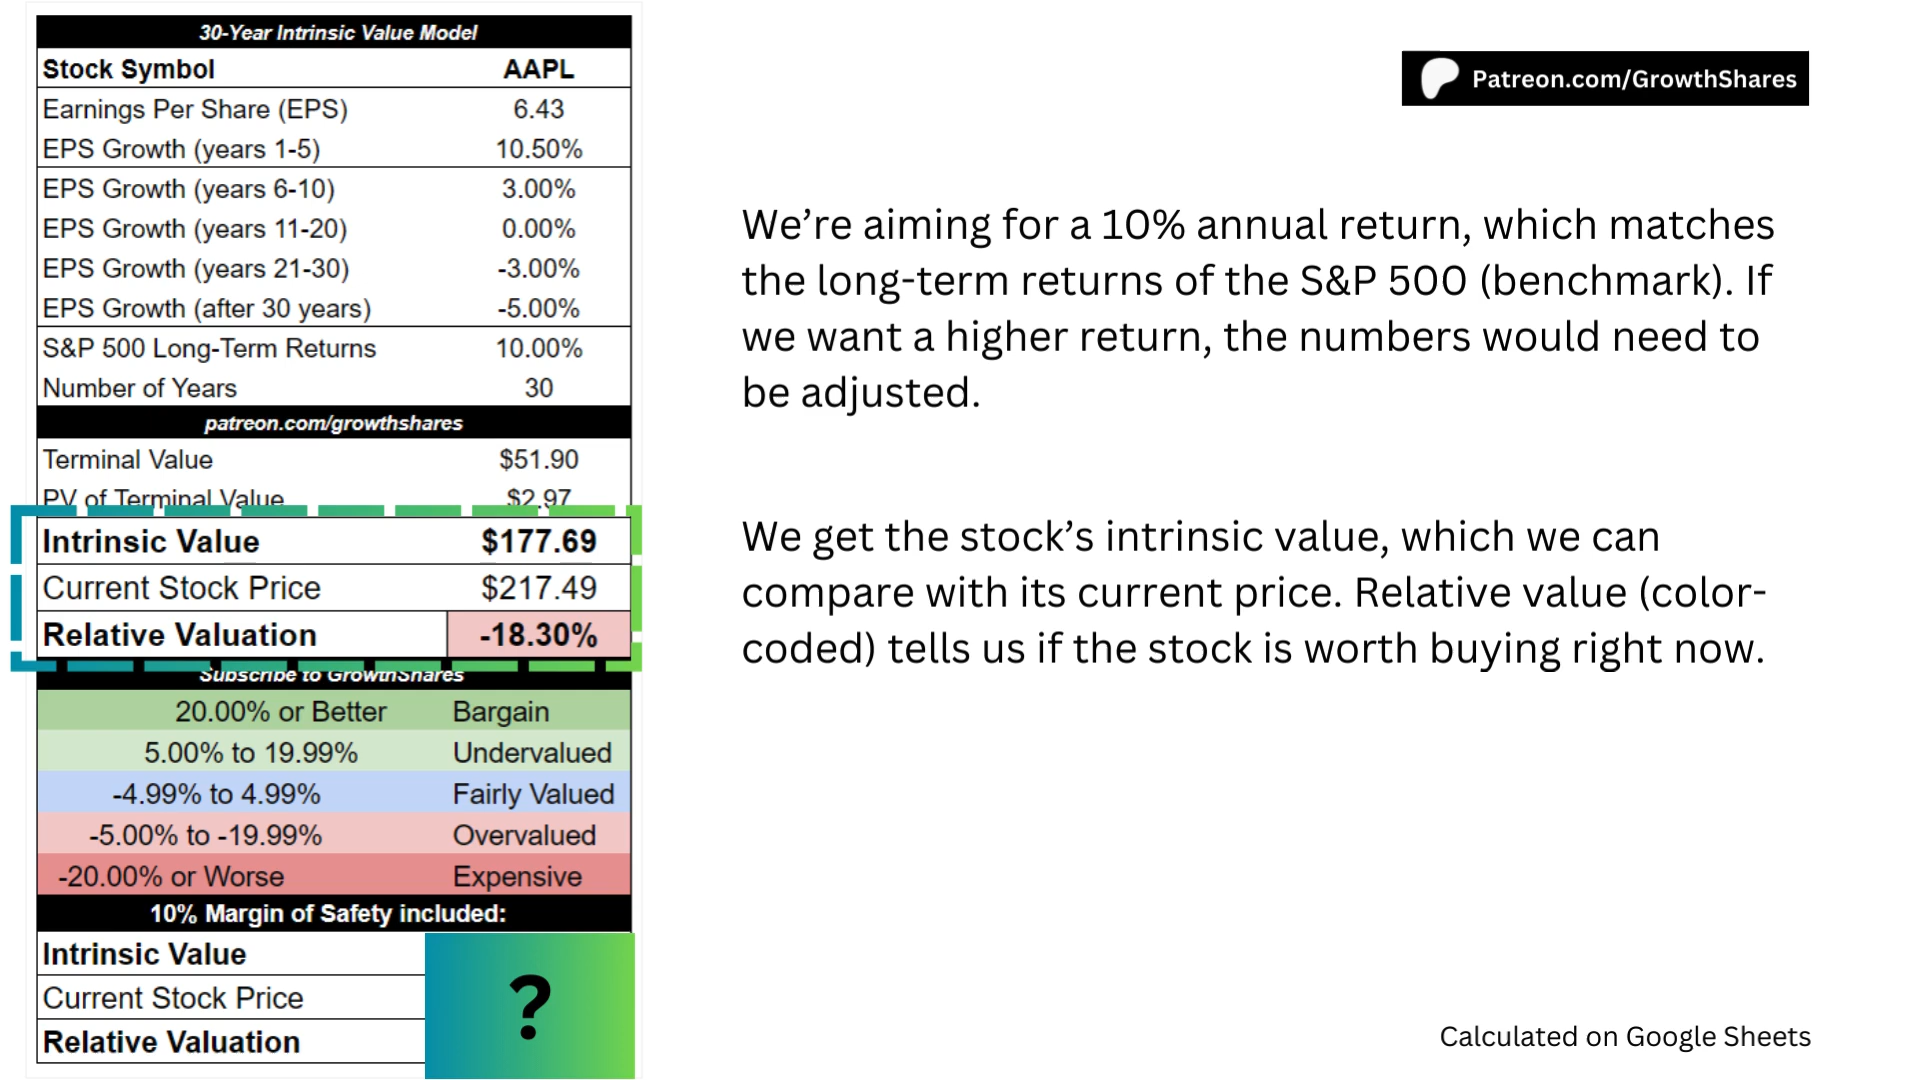 30-Year Intrinsic Value Model
Stock Symbol AAPL
Earnings Per Share (EPS) 6.43
EPS Growth (years 1-5) 10.50%
EPS Growth (years 6-10) 3.00%
EPS Growth (years 11-20) 0.00%
EPS Growth (years 21-30) -3.00%
EPS Growth (after 30 years) -5.00%
S&P 500 Long-Term Returns 10.00%
Number of Years 30
patreon.com/growthshares
Terminal Value $51.90
PV of Terminal Value $2.97
Intrinsic Value $177.69
Current Stock Price $217.49
Relative Valuation -18.30%
Subscribe to GrowthShares
20.00% or Better Bargain
5.00% to 19.99% Undervalued
-4.99% to 4.99% Fairly Valued
-5.00% to -19.99% Overvalued
-20.00% or Worse Expensive
10% Margin of Safety included:
Intrinsic Value
Current Stock Price
Relative Valuation
?
Patreon.com/GrowthShares
We’re aiming for a 10% annual return, which matches
the long-term returns of the S&P 500 (benchmark). If
we want a higher return, the numbers would need to
be adjusted.
We get the stock’s intrinsic value, which we can
compare with its current price. Relative value (color-
coded) tells us if the stock is worth buying right now.
Calculated on Google Sheets